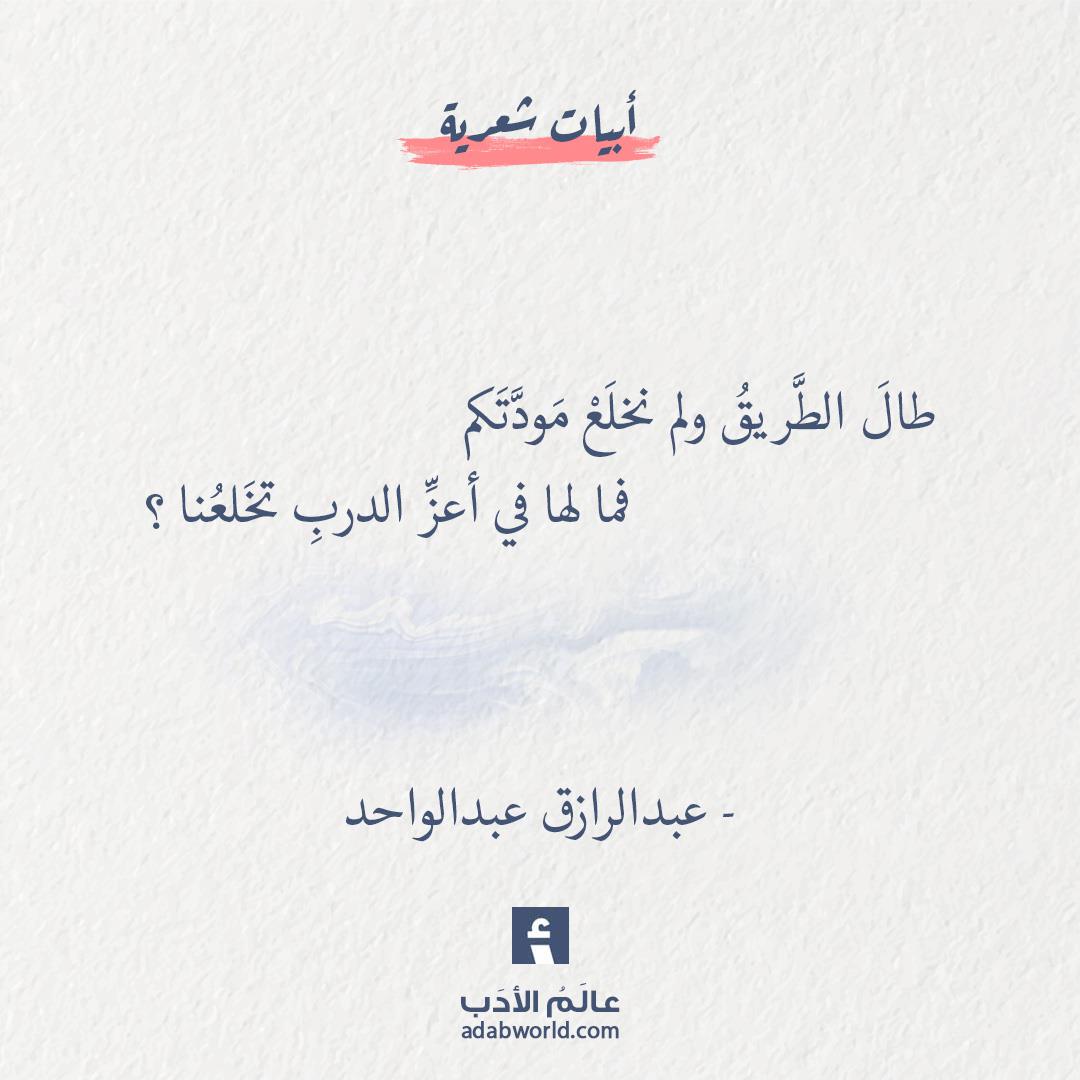 أبيات شعرية
طالَ الطَّريقُ ولم نخلَعْ مَودَّتَكم
فما لها في أعزِّ الدربِ تخَلعُنا ؟
- عبدالرازق عبدالواحد
أ
عالَمُ الأدَب
adabworld.com